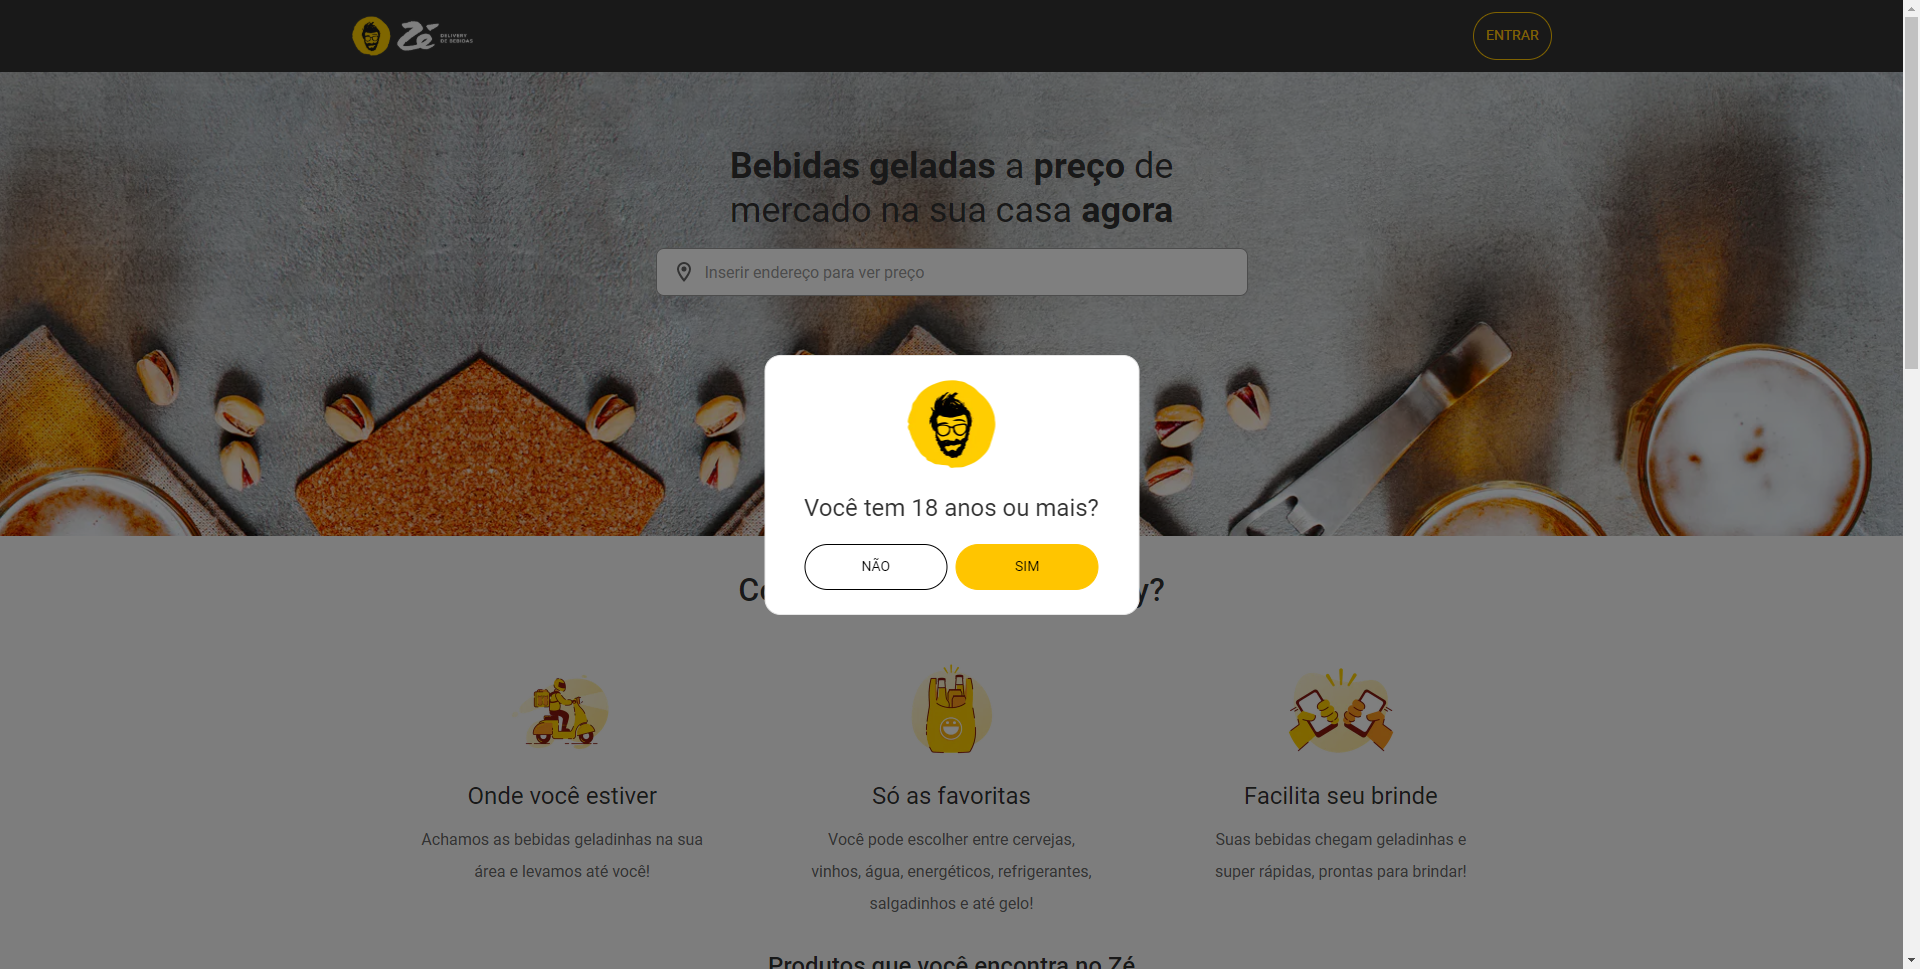 Zé DELIVERY
DE BEBIDAS
ENTRAR
Bebidas geladas a preço de
mercado na sua casa agora
Inserir endereço para ver preço
Você tem 18 anos ou mais?
NÃO
SIM
Onde você estiver
Achamos as bebidas geladinhas na sua
área e levamos até você!
Só as favoritas
Você pode escolher entre cervejas,
vinhos, água, energéticos, refrigerantes,
salgadinhos e até gelo!
Facilita seu brinde
Suas bebidas chegam geladinhas e
super rápidas, prontas para brindar!
Produtos que você encontra no Zé